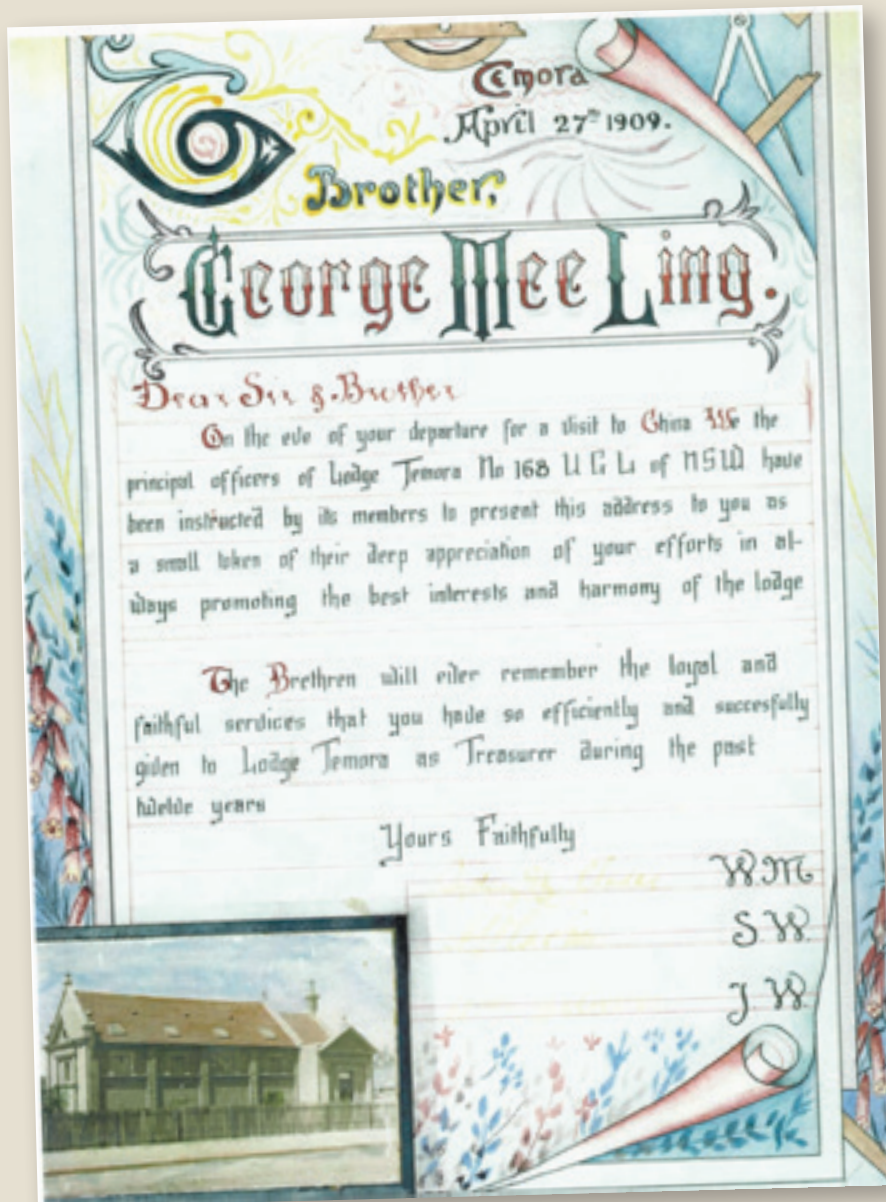 Temora
April 27th 1909.
Brother,
George Mee Ling.
Dear Sir & Brother
On the eve of your departure for a visit to China We the
principal officers of Lodge Temora No 168 U G L of NSW have
been instructed by its members to present this address to you as
a small token of their deep appreciation of your efforts in al-
ways promoting the best interests and harmony of the lodge
The Brethren will ever remember the loyal and
faithful services that you have so efficiently and succesfully
given to Lodge Temora as Treasurer during the past
twelve years
Yours Faithfully
W.M
S.W.
J W.